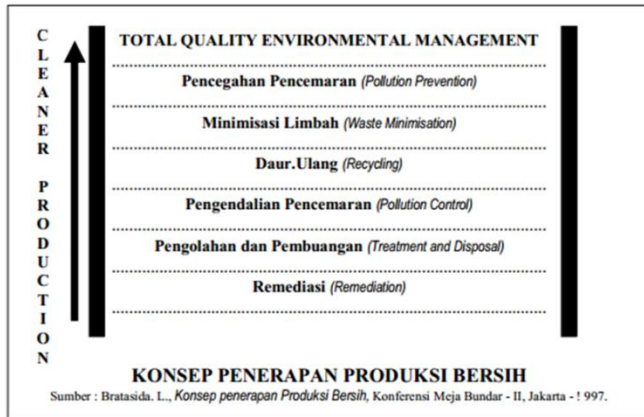 CLEANER PRODUCTION
TOTAL QUALITY ENVIRONMENTAL MANAGEMENT
Pencegahan Pencemaran (Pollution Prevention)
Minimisasi Limbah (Waste Minimisation)
Daur.Ulang (Recycling)
Pengendalian Pencemaran (Pollution Control)
Pengolahan dan Pembuangan (Treatment and Disposal)
Remediasi (Remediation)
KONSEP PENERAPAN PRODUKSI BERSIH
Sumber : Bratasida. L., Konsep penerapan Produksi Bersih, Konferensi Meja Bundar - II, Jakarta - ! 997.